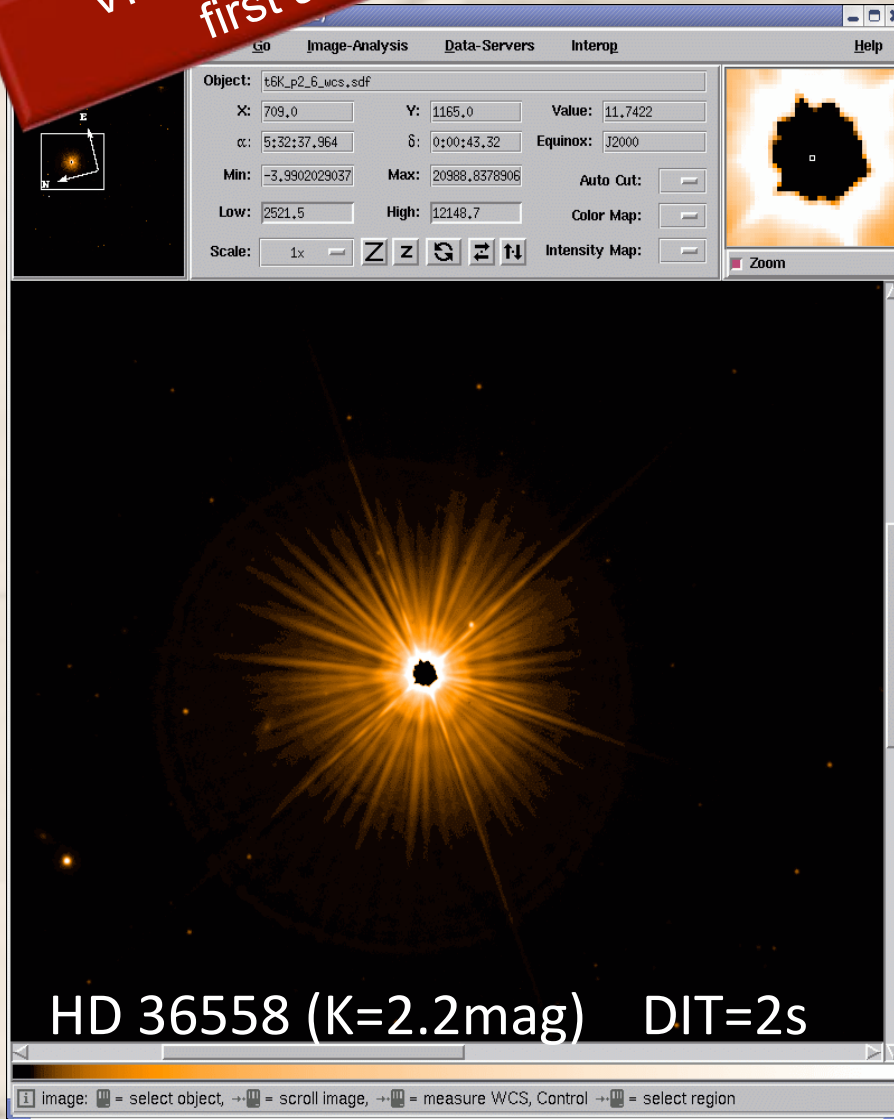 first
Go Image-Analysis Data-Servers Interop Help
Object: t6K_p2_6_wcs.sdf
X: 709.0 Y: 1165.0 Value: 11.7422
α: 5:32:37.964 δ: 0:00:43.32 Equinox: J2000
Min: -3.9902029037 Max: 20988.8378906 Auto Cut:
Low: 2521.5 High: 12148.7 Color Map:
Scale: 1x Z z Intensity Map:
Zoom
E
N
HD 36558 (K=2.2mag) DIT=2s
i image: = select object, → = scroll image, → = measure WCS, Control → = select region